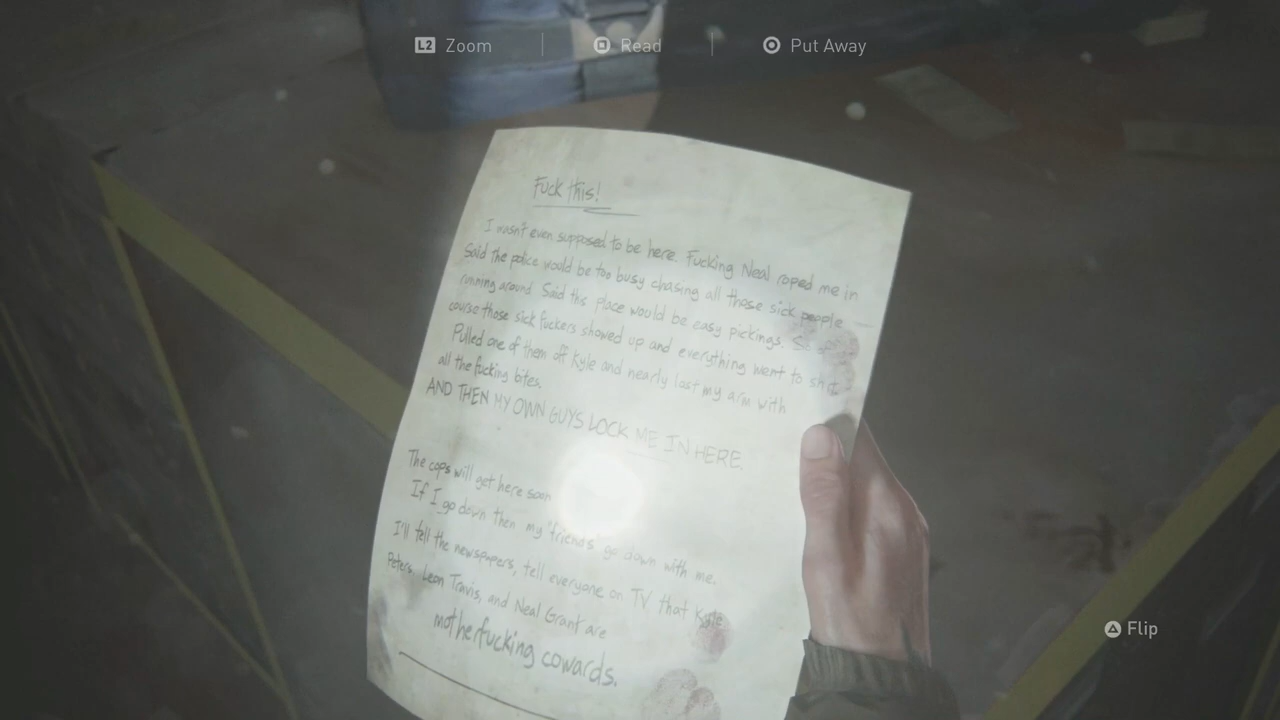 L2 Zoom
Read
Put Away
Fuck this!
I wasn't even supposed to be here. Fucking Neal roped me in
Said the police would be too busy chasing all those sick people
running around. Said this place would be easy pickings. So of
course those sick fuckers showed up and everything went to shit
Pulled one of them off Kyle and nearly lost my arm with
all the fucking bites.
AND THEN MY OWN GUYS LOCK ME IN HERE.
The cops will get here soon
If I go down then my "friends" go down with me.
I'll tell the newspapers, tell everyone on TV that Kyle
Peters, Leon Travis, and Neal Grant are
motherfucking cowards.
Flip